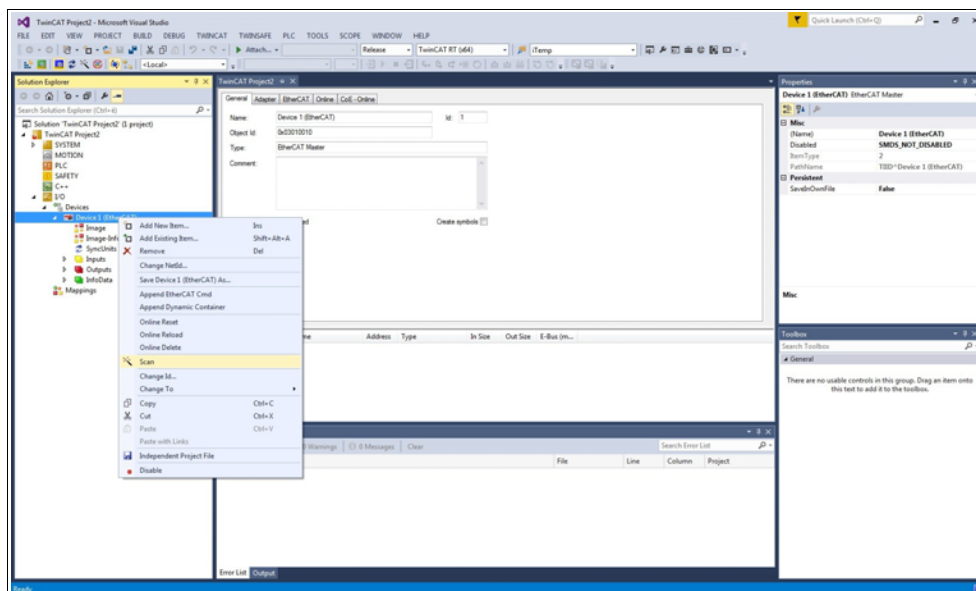 TwinCAT Project2 - Microsoft Visual Studio
Quick Launch (Ctrl+Q)
FILE EDIT VIEW PROJECT BUILD DEBUG TWINCAT TWINSAFE PLC TOOLS SCOPE WINDOW HELP
Attach... Release TwinCAT RT (x64) iTemp
<Local>
Solution Explorer
Search Solution Explorer (Ctrl+è)
Solution 'TwinCAT Project2' (1 project)
TwinCAT Project2
SYSTEM
MOTION
PLC
SAFETY
C++
I/O
Devices
Device 1 (EtherCAT)
Image
Image-Info
SyncUnits
Inputs
Outputs
InfoData
Mappings
Add New Item... Ins
Add Existing Item... Shift+Alt+A
Remove Del
Change NetId...
Save Device 1 (EtherCAT) As...
Append EtherCAT Cmd
Append Dynamic Container
Online Reset
Online Reload
Online Delete
Scan
Change Id...
Change To
Copy Ctrl+C
Cut Ctrl+X
Paste Ctrl+V
Paste with Links
Independent Project File
Disable
TwinCAT Project2
General Adapter EtherCAT Online CoE - Online
Name: Device 1 (EtherCAT) Id: 1
Object Id: 0x03010010
Type: EtherCAT Master
Comment:
Create symbols
Address Type In Size Out Size E-Bus (m...
0 Warnings 0 Messages Clear
Search Error List
File Line Column Project
Error List Output
Properties
Device 1 (EtherCAT) EtherCAT Master
Misc
(Name) Device 1 (EtherCAT)
Disabled SMDS_NOT_DISABLED
ItemType 2
PathName TIID^Device 1 (EtherCAT)
Persistent
SaveInOwnFile False
Misc
Toolbox
Search Toolbox
General
There are no usable controls in this group. Drag an item onto
this text to add it to the toolbox.
Ready